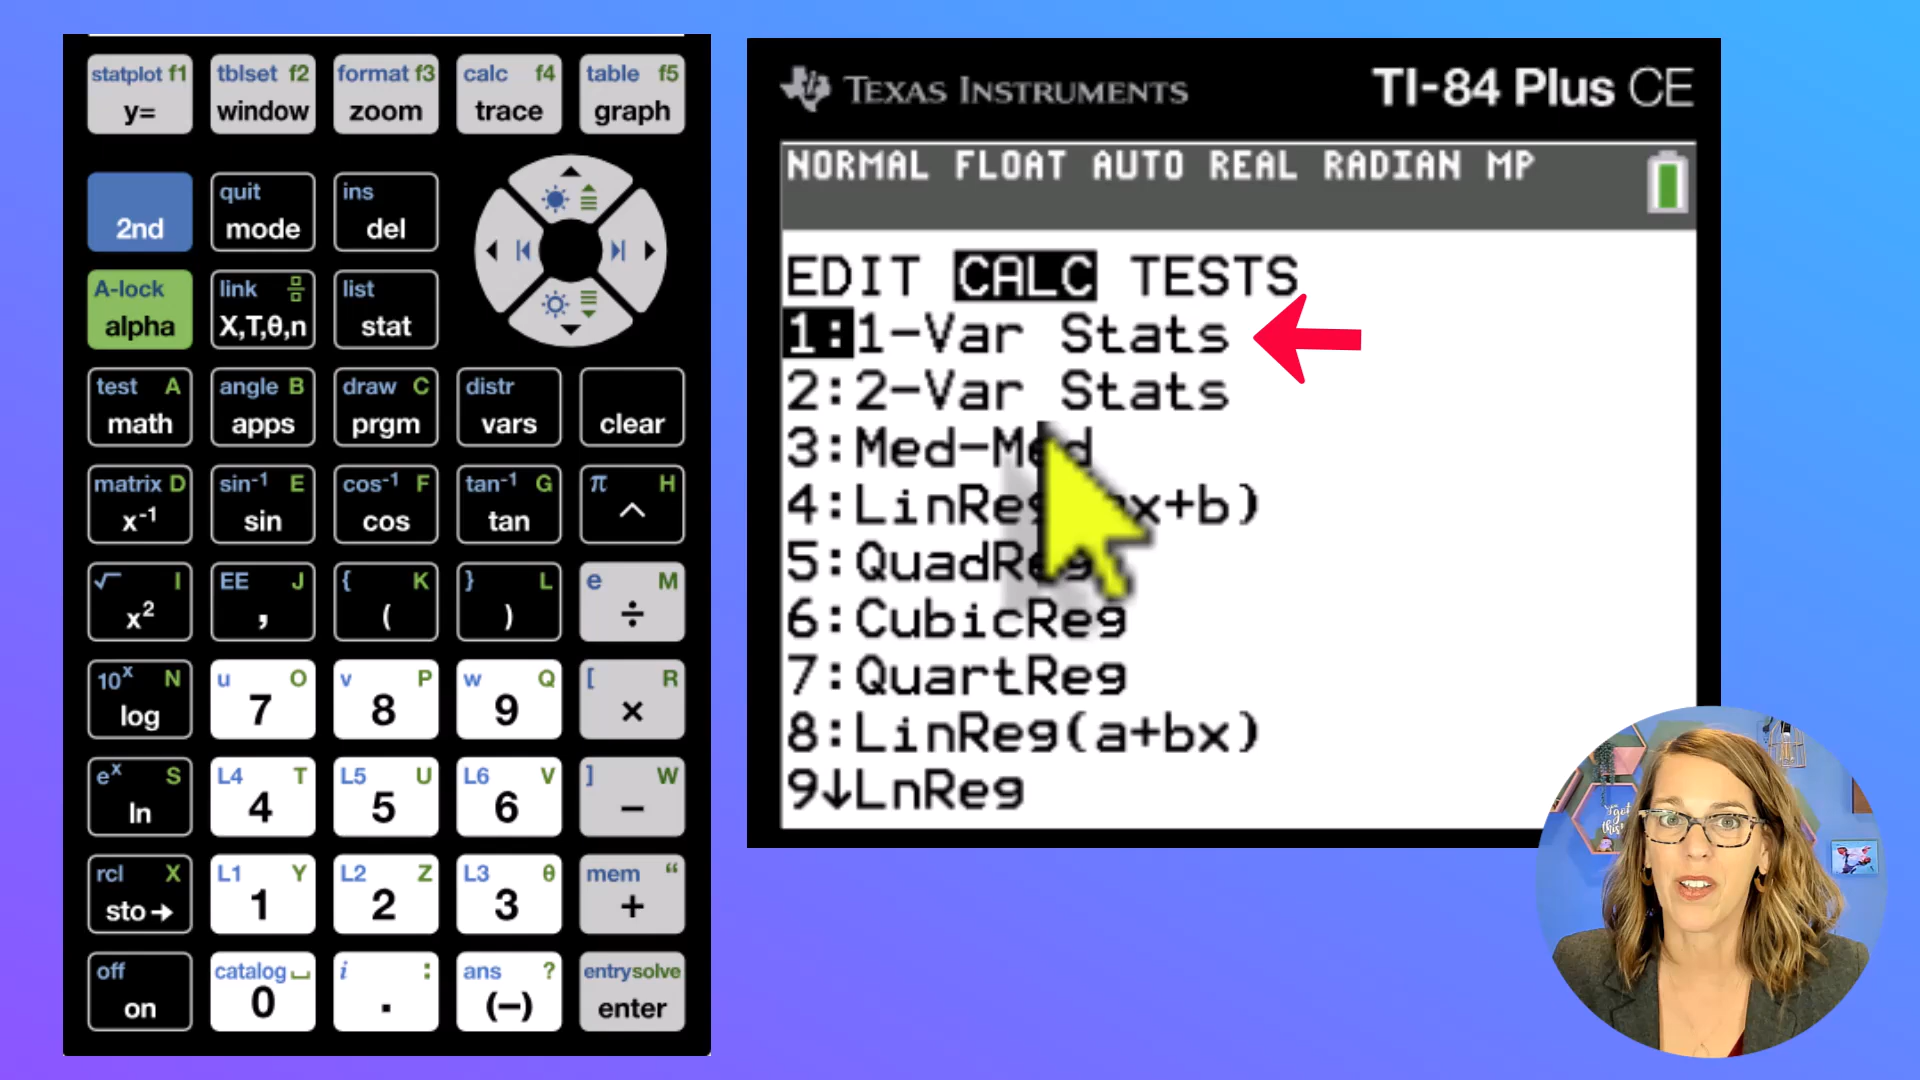 statplot f1 tblset f2 format f3 calc f4 table f5
y= window zoom trace graph
quit ins
2nd mode del
A-lock link list
alpha X,T,θ,n stat
test A angle B draw C distr
math apps prgm vars clear
matrix D sin⁻¹ E cos⁻¹ F tan⁻¹ G π H
x⁻¹ sin cos tan ^
√ I EE J { K } L e M
x² , ( ) ÷
10ˣ N u O v P w Q [ R
log 7 8 9 ×
eˣ S L4 T L5 U L6 V ] W
ln 4 5 6 −
rcl X L1 Y L2 Z L3 θ mem "
sto→ 1 2 3 +
off catalog i : ans ? entry solve
on 0 . (−) enter
TEXAS INSTRUMENTS TI-84 Plus CE
NORMAL FLOAT AUTO REAL RADIAN MP
EDIT CALC TESTS
1:1-Var Stats
2:2-Var Stats
3:Med-Med
4:LinReg(ax+b)
5:QuadReg
6:CubicReg
7:QuartReg
8:LinReg(a+bx)
9↓LnReg
I got
this